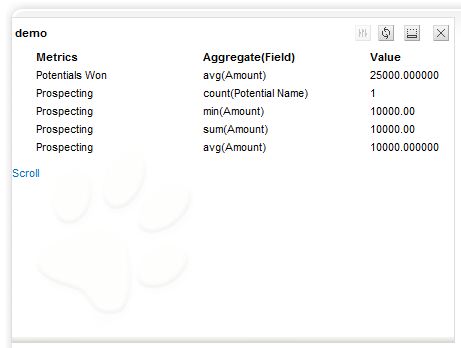 demo
Metrics Aggregate(Field) Value
Potentials Won avg(Amount) 25000.000000
Prospecting count(Potential Name) 1
Prospecting min(Amount) 10000.00
Prospecting sum(Amount) 10000.00
Prospecting avg(Amount) 10000.000000
Scroll